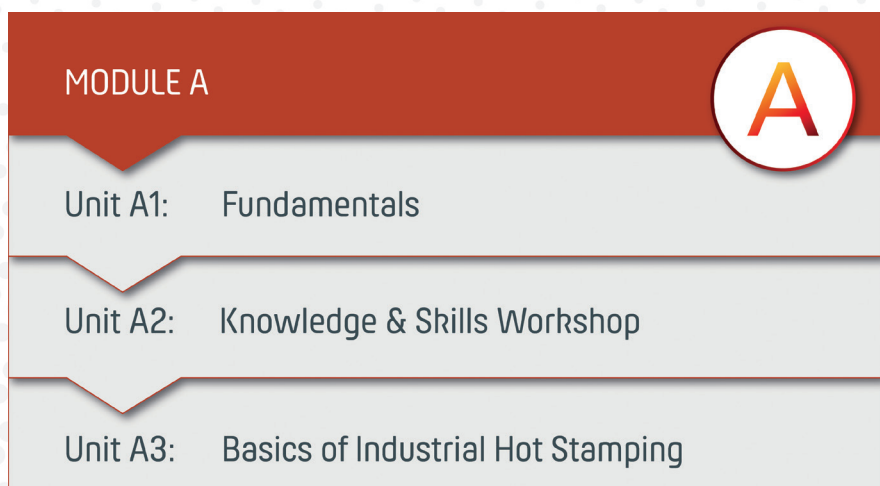 MODULE A
A
Unit A1: Fundamentals
Unit A2: Knowledge & Skills Workshop
Unit A3: Basics of Industrial Hot Stamping